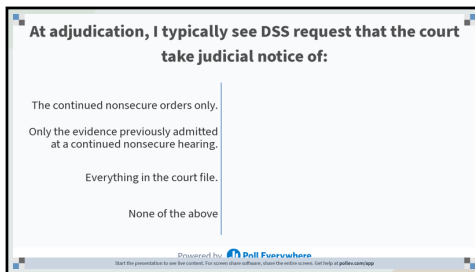 At adjudication, I typically see DSS request that the court
take judicial notice of:
The continued nonsecure orders only.
Only the evidence previously admitted
at a continued nonsecure hearing.
Everything in the court file.
None of the above
Powered by Poll Everywhere
Start the presentation to see live content. For screen share software, share the entire screen. Get help at pollev.com/app